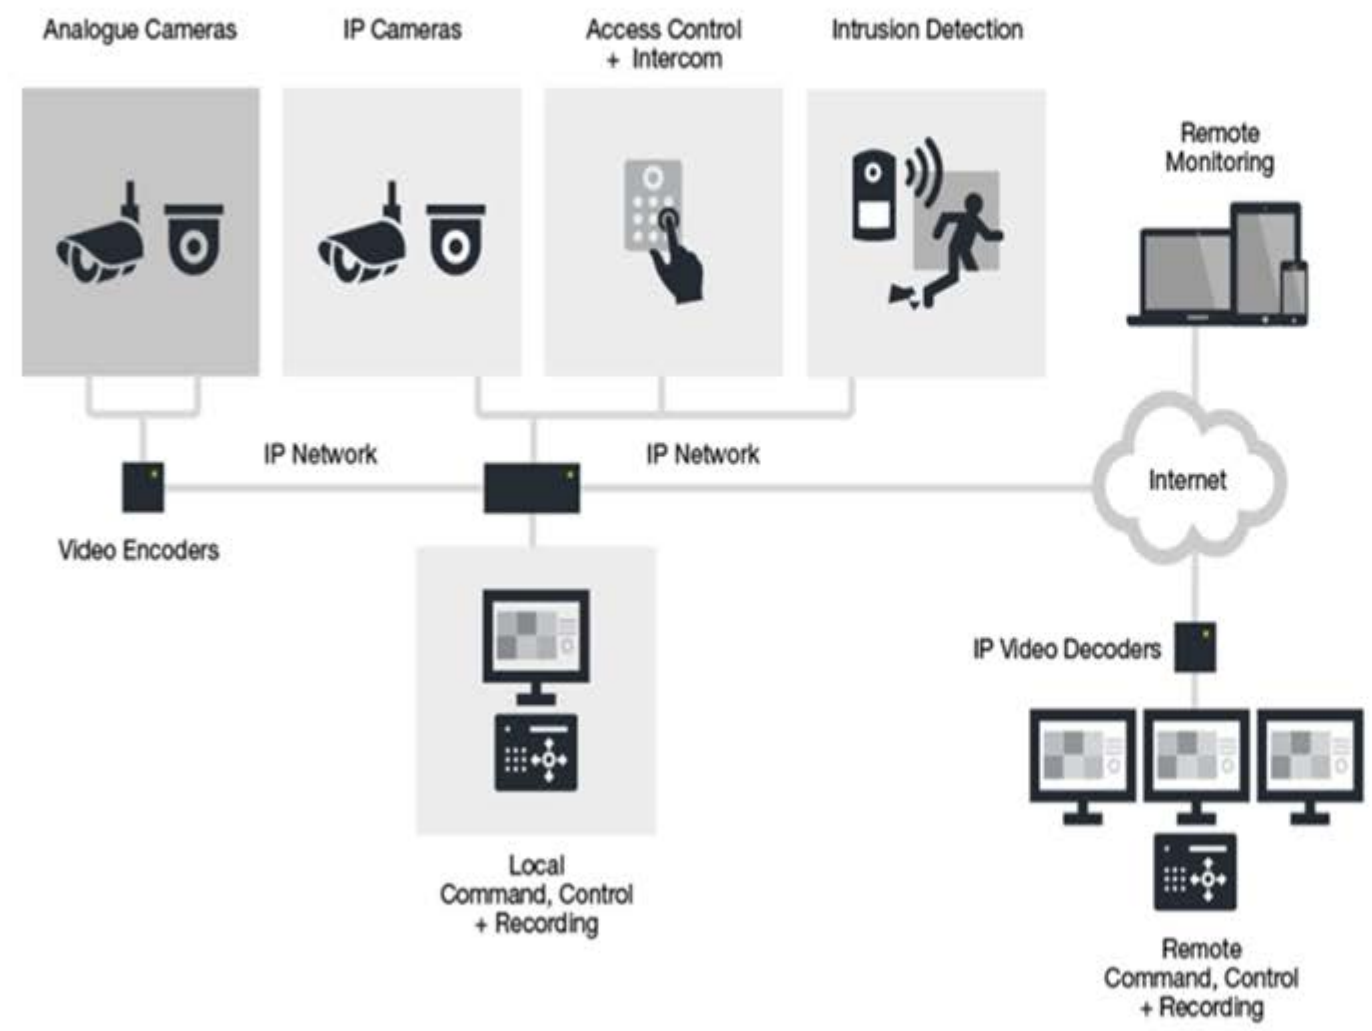 Analogue Cameras
IP Cameras
Access Control
+ Intercom
Intrusion Detection
Remote
Monitoring
IP Network
IP Network
Internet
Video Encoders
IP Video Decoders
Local
Command, Control
+ Recording
Remote
Command, Control
+ Recording